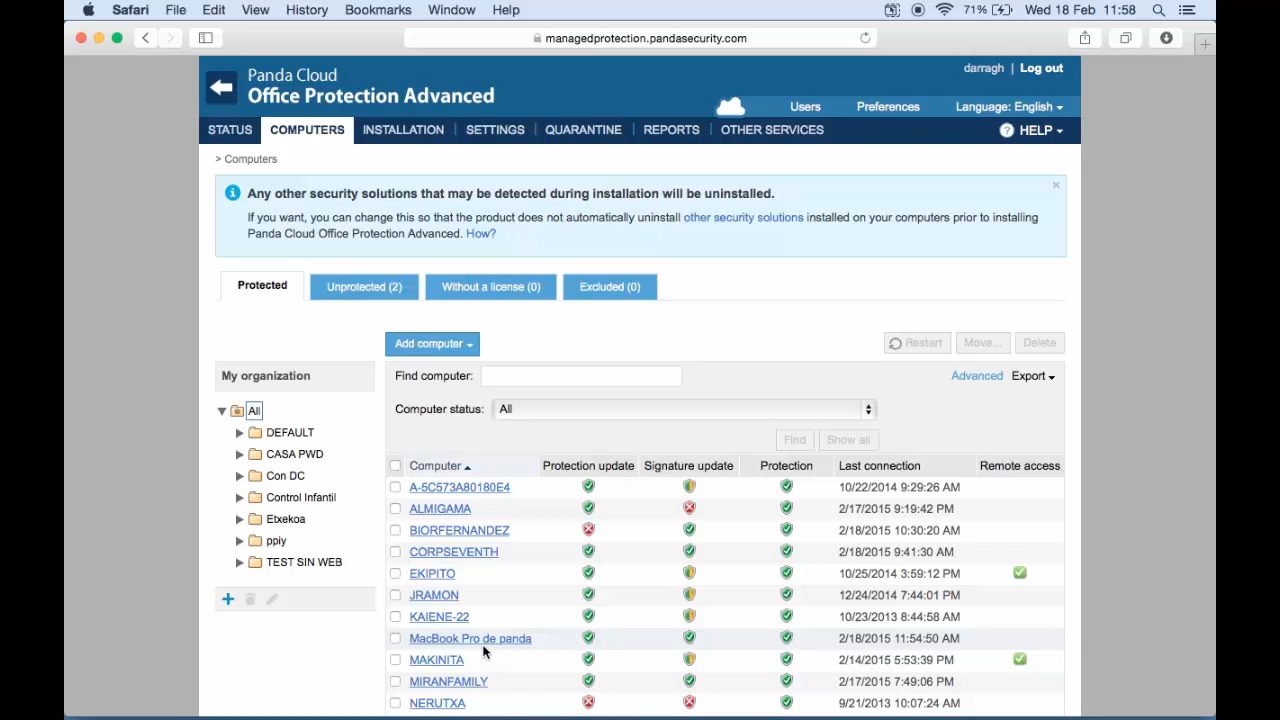 Safari File Edit View History Bookmarks Window Help 71% Wed 18 Feb 11:58
managedprotection.pandasecurity.com
Panda Cloud
Office Protection Advanced
darragh | Log out
Users Preferences Language: English
STATUS COMPUTERS INSTALLATION SETTINGS QUARANTINE REPORTS OTHER SERVICES ? HELP
> Computers
Any other security solutions that may be detected during installation will be uninstalled.
If you want, you can change this so that the product does not automatically uninstall other security solutions installed on your computers prior to installing
Panda Cloud Office Protection Advanced. How?
Protected Unprotected (2) Without a license (0) Excluded (0)
Add computer Restart Move... Delete
My organization
All
DEFAULT
CASA PWD
Con DC
Control Infantil
Etxekoa
ppiy
TEST SIN WEB
Find computer: Advanced Export
Computer status: All
Find Show all
Computer Protection update Signature update Protection Last connection Remote access
A-5C573A80180E4 10/22/2014 9:29:26 AM
ALMIGAMA 2/17/2015 9:19:42 PM
BIORFERNANDEZ 2/18/2015 10:30:20 AM
CORPSEVENTH 2/18/2015 9:41:30 AM
EKIPITO 10/25/2014 3:59:12 PM
JRAMON 12/24/2014 7:44:01 PM
KAIENE-22 10/23/2013 8:44:58 AM
MacBook Pro de panda 2/18/2015 11:54:50 AM
MAKINITA 2/14/2015 5:53:39 PM
MIRANFAMILY 2/17/2015 7:49:06 PM
NERUTXA 9/21/2013 10:07:24 AM